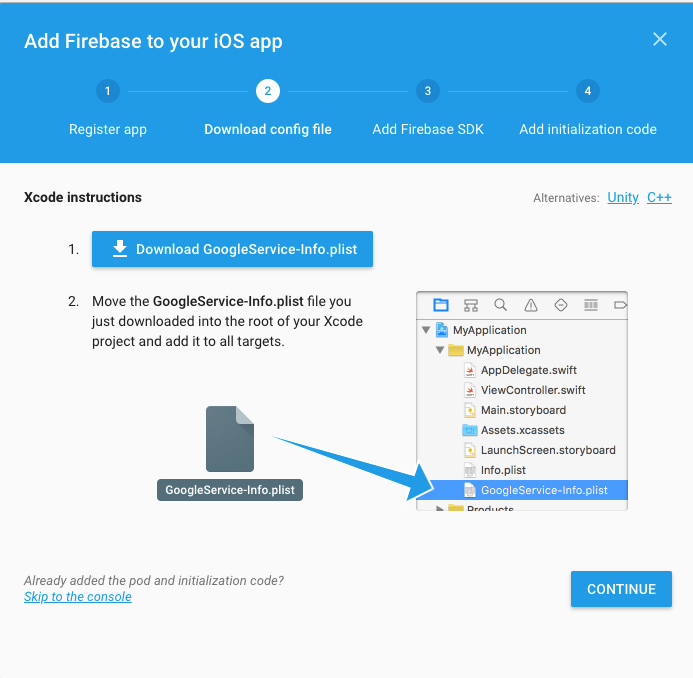 Add Firebase to your iOS app
1
2
3
4
Register app
Download config file
Add Firebase SDK
Add initialization code
Xcode instructions
Alternatives: Unity C++
1. Download GoogleService-Info.plist
2. Move the GoogleService-Info.plist file you
just downloaded into the root of your Xcode
project and add it to all targets.
GoogleService-Info.plist
MyApplication
MyApplication
AppDelegate.swift
ViewController.swift
Main.storyboard
Assets.xcassets
LaunchScreen.storyboard
Info.plist
GoogleService-Info.plist
Products
Already added the pod and initialization code?
Skip to the console
CONTINUE